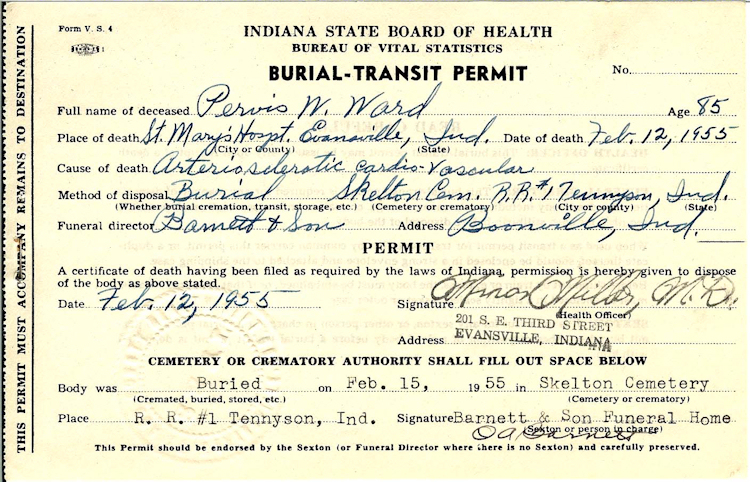 Form V. S. 4
INDIANA STATE BOARD OF HEALTH
BUREAU OF VITAL STATISTICS
BURIAL-TRANSIT PERMIT
No.
Full name of deceased Pervis W. Ward Age 85
Place of death St. Mary's Hospt. Evansville, Ind. Date of death Feb. 12, 1955
(City or County) (State)
Cause of death Arteriosclerotic cardio-vascular
Method of disposal Burial Skelton Cem. R.R. #1 Tennyson, Ind.
(Whether burial cremation, transit, storage, etc.) (Cemetery or crematory) (City or county) (State)
Funeral director Barnett & Son Address Boonville, Ind.
PERMIT
A certificate of death having been filed as required by the laws of Indiana, permission is hereby given to dispose
of the body as above stated.
Date Feb. 12, 1955 Signature Miller, M.D.
(Health Officer)
201 S. E. THIRD STREET
Address EVANSVILLE, INDIANA
CEMETERY OR CREMATORY AUTHORITY SHALL FILL OUT SPACE BELOW
Body was Buried on Feb. 15, 1955 in Skelton Cemetery
(Cremated, buried, stored, etc.) (Cemetery or crematory)
Place R. R. #1 Tennyson, Ind. Signature Barnett & Son Funeral Home
(Sexton or person in charge)
O A Barnett
This Permit should be endorsed by the Sexton (or Funeral Director where there is no Sexton) and carefully preserved.
THIS PERMIT MUST ACCOMPANY REMAINS TO DESTINATION